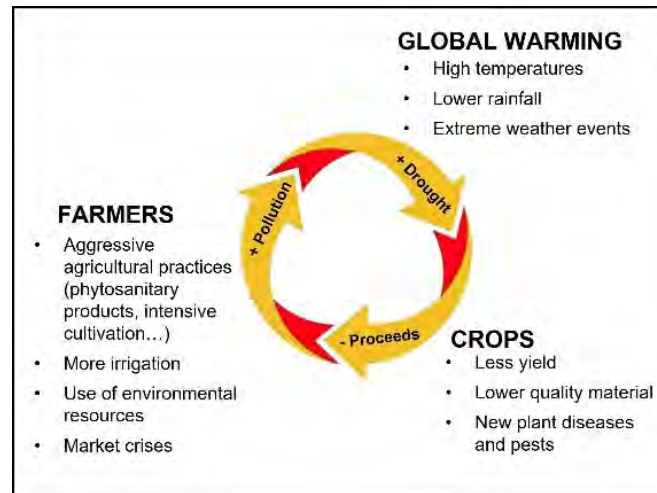 GLOBAL WARMING
• High temperatures
• Lower rainfall
• Extreme weather events
+ Drought
+ Pollution
- Proceeds
FARMERS
• Aggressive
agricultural practices
(phytosanitary
products, intensive
cultivation…)
• More irrigation
• Use of environmental
resources
• Market crises
CROPS
• Less yield
• Lower quality material
• New plant diseases
and pests